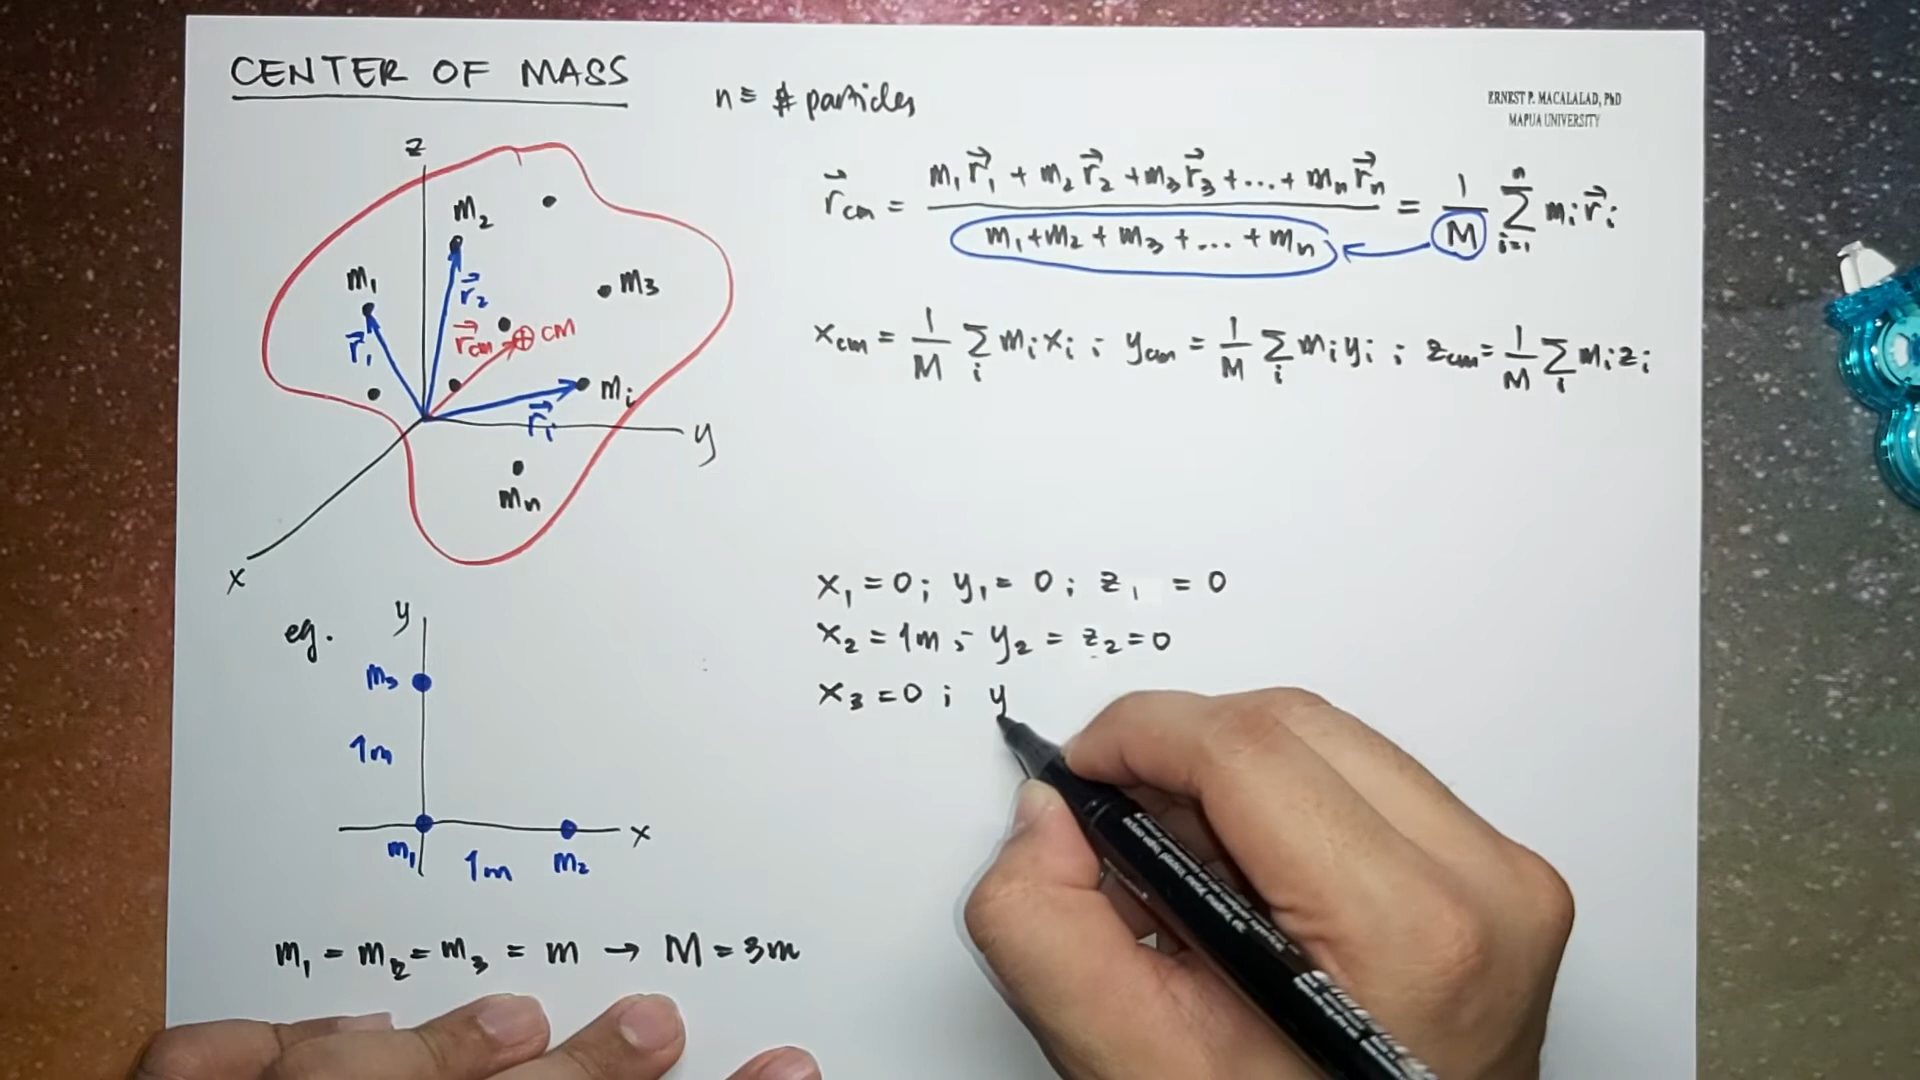 CENTER OF MASS
n ≡ # particles
ERNEST P. MACALALAD, PhD
MAPUA UNIVERSITY
z
m₂
m₁
m₃
r⃗₂
r⃗₁
r⃗cm ⊕ CM
mᵢ
r⃗ᵢ
y
mₙ
x
r⃗cm = (m₁r⃗₁ + m₂r⃗₂ + m₃r⃗₃ + ... + mₙr⃗ₙ) / (m₁ + m₂ + m₃ + ... + mₙ) = 1/M Σᵢ₌₁ⁿ mᵢr⃗ᵢ
xcm = 1/M Σᵢ mᵢxᵢ ; ycm = 1/M Σᵢ mᵢyᵢ ; zcm = 1/M Σᵢ mᵢzᵢ
eg.
y
m₃
1m
x
m₁
1m
m₂
m₁ = m₂ = m₃ = m → M = 3m
x₁ = 0 ; y₁ = 0 ; z₁ = 0
x₂ = 1m ; y₂ = z₂ = 0
x₃ = 0 ; y